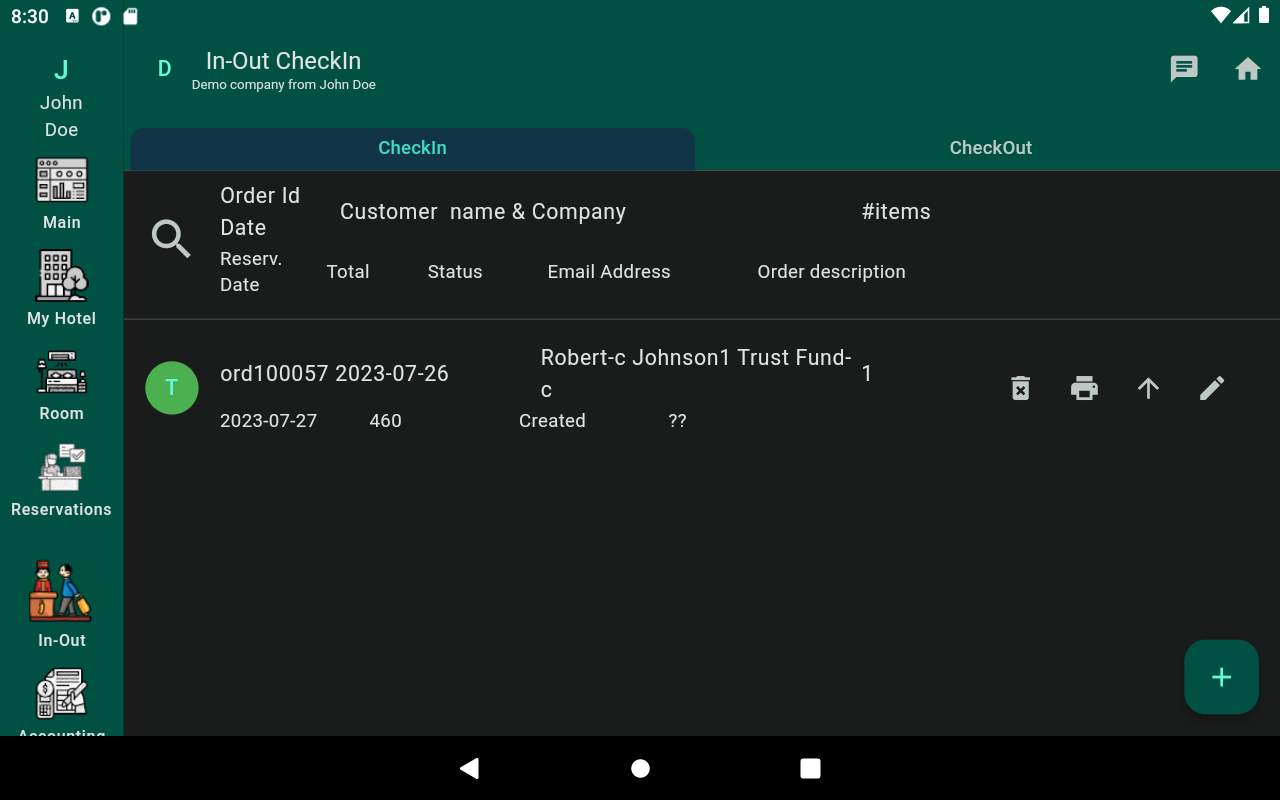 8:30
J
John
Doe
Main
My Hotel
Room
Reservations
In-Out
Accounting
D
In-Out CheckIn
Demo company from John Doe
CheckIn
CheckOut
Order Id
Date
Customer name & Company
#items
Reserv.
Date
Total
Status
Email Address
Order description
T
ord100057 2023-07-26
Robert-c Johnson1 Trust Fund-
c
1
2023-07-27
460
Created
??